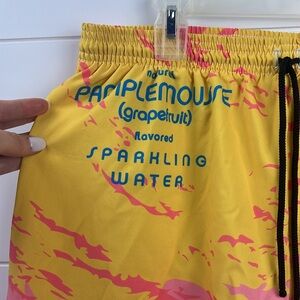 natural
PAMPLEMOUSSE
(grapefruit)
flavored
SPARKLING
WATER